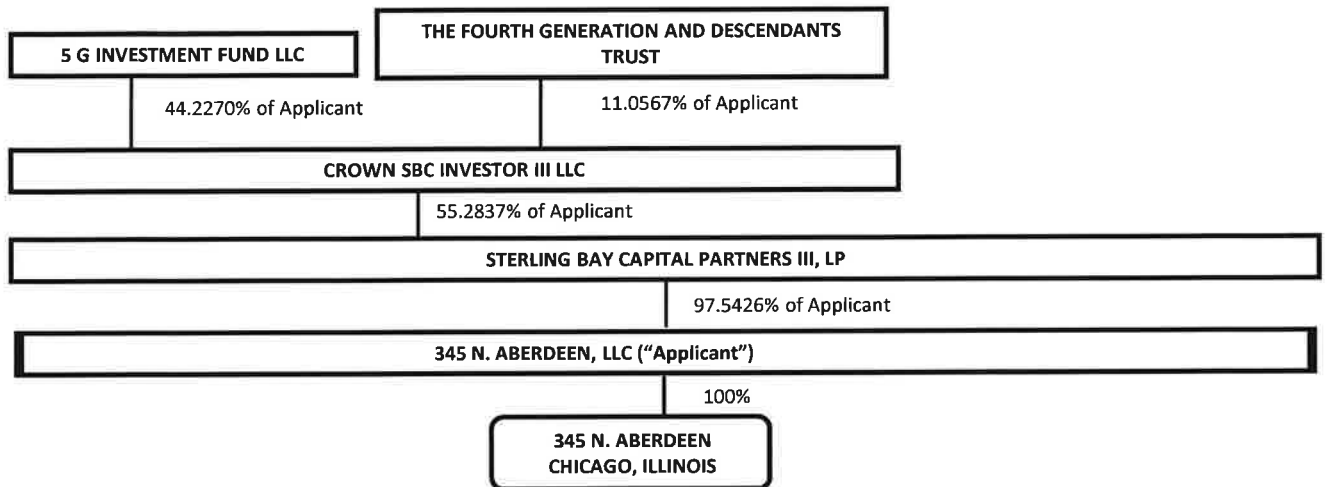 5 G INVESTMENT FUND LLC
THE FOURTH GENERATION AND DESCENDANTS
TRUST
44.2270% of Applicant
11.0567% of Applicant
CROWN SBC INVESTOR III LLC
55.2837% of Applicant
STERLING BAY CAPITAL PARTNERS III, LP
97.5426% of Applicant
345 N. ABERDEEN, LLC (“Applicant”)
100%
345 N. ABERDEEN
CHICAGO, ILLINOIS